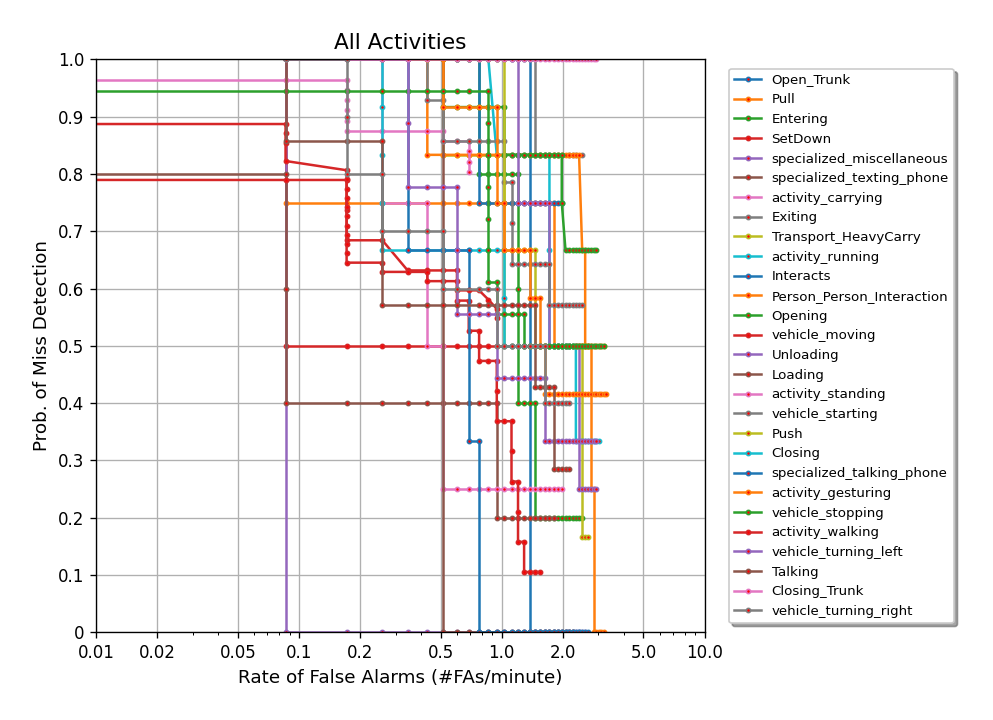 All Activities
Prob. of Miss Detection
1.0
0.9
0.8
0.7
0.6
0.5
0.4
0.3
0.2
0.1
0
0.01 0.02 0.05 0.1 0.2 0.5 1.0 2.0 5.0 10.0
Rate of False Alarms (#FAs/minute)
Open_Trunk
Pull
Entering
SetDown
specialized_miscellaneous
specialized_texting_phone
activity_carrying
Exiting
Transport_HeavyCarry
activity_running
Interacts
Person_Person_Interaction
Opening
vehicle_moving
Unloading
Loading
activity_standing
vehicle_starting
Push
Closing
specialized_talking_phone
activity_gesturing
vehicle_stopping
activity_walking
vehicle_turning_left
Talking
Closing_Trunk
vehicle_turning_right